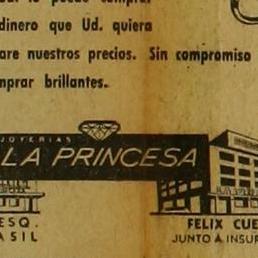 dinero que Ud. quiera
are nuestros precios. Sin compromiso
mprar brillantes.
JOYERIAS
LA PRINCESA
ESQ.
ASIL
FELIX CUE
JUNTO A INSUR